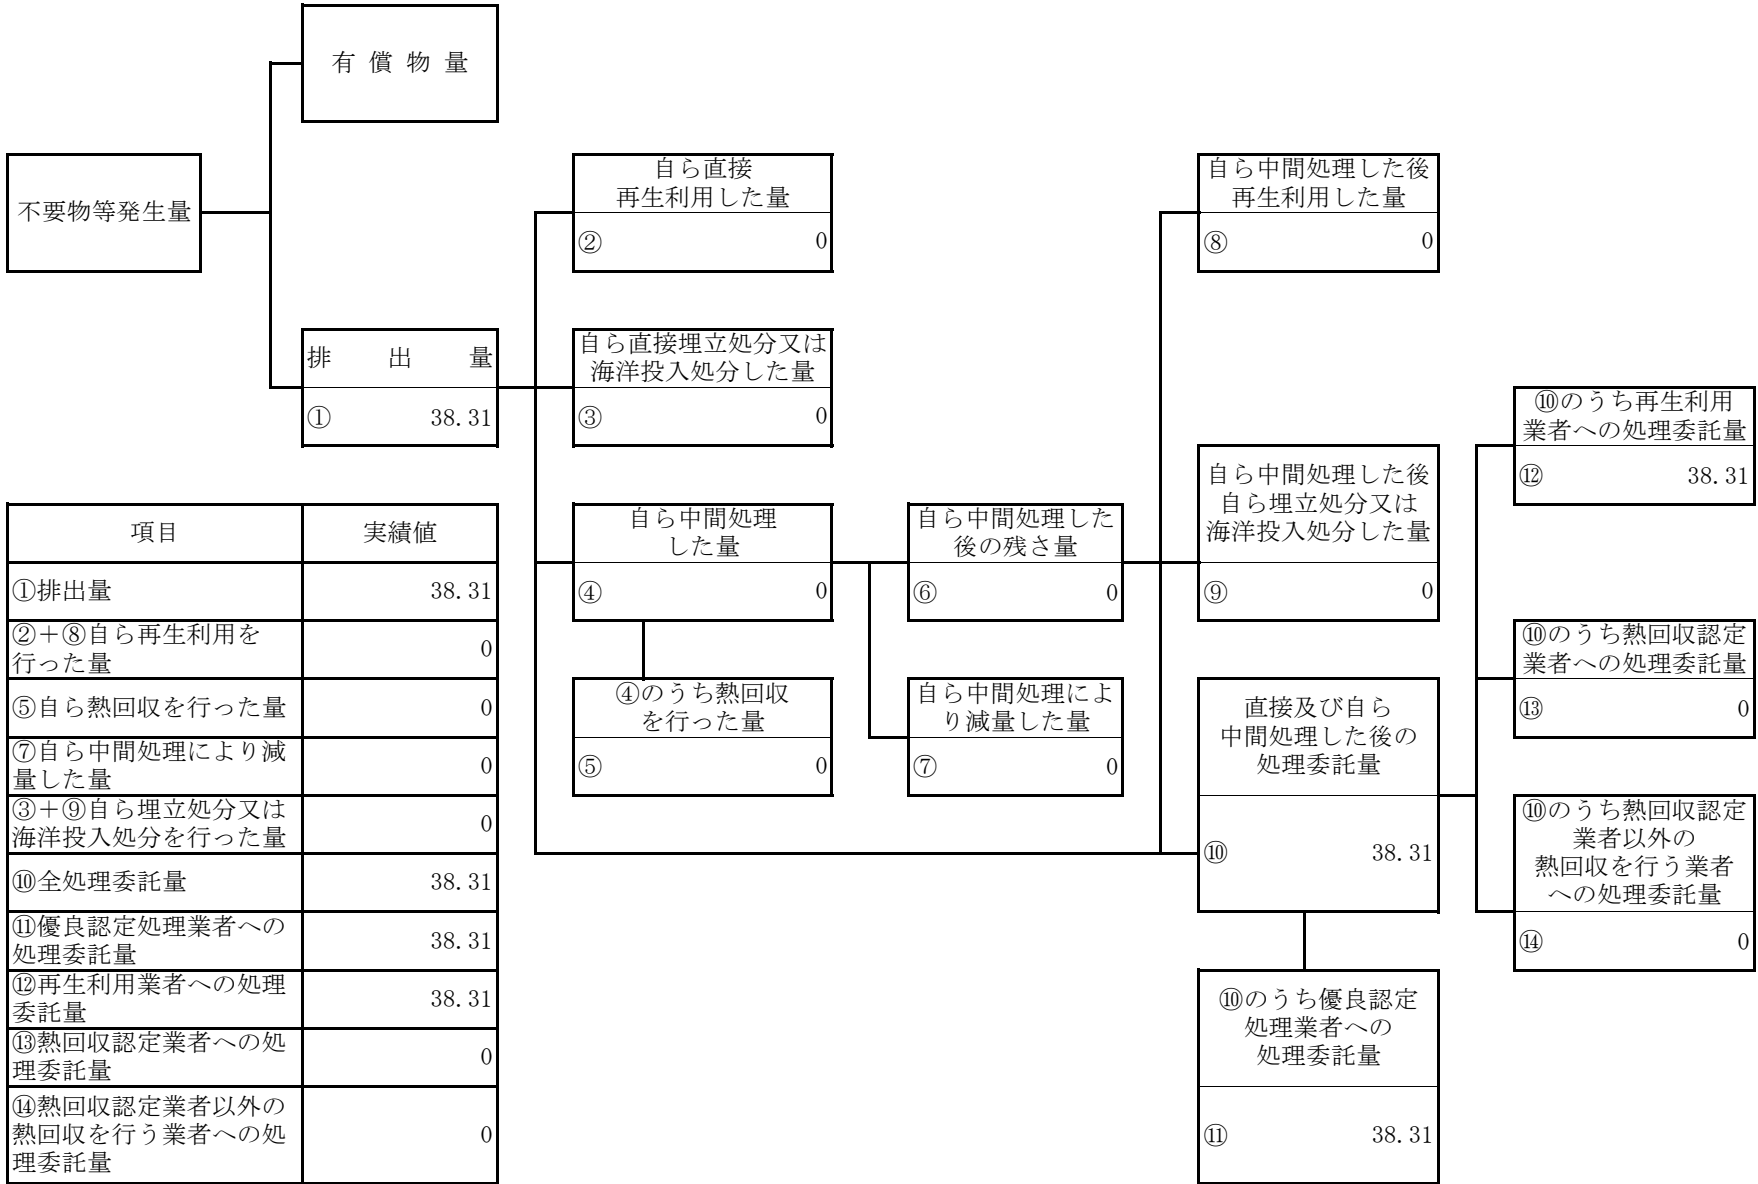 有 償 物 量
不要物等発生量
自ら直接
再生利用した量
② 0
自ら中間処理した後
再生利用した量
⑧ 0
排 出 量
① 38.31
自ら直接埋立処分又は
海洋投入処分した量
③ 0
⑩のうち再生利用
業者への処理委託量
⑫ 38.31
自ら中間処理した後
自ら埋立処分又は
海洋投入処分した量
⑨ 0
自ら中間処理
した量
④ 0
自ら中間処理した
後の残さ量
⑥ 0
⑩のうち熱回収認定
業者への処理委託量
⑬ 0
④のうち熱回収
を行った量
⑤ 0
自ら中間処理によ
り減量した量
⑦ 0
直接及び自ら
中間処理した後の
処理委託量
⑩ 38.31
⑩のうち熱回収認定
業者以外の
熱回収を行う業者
への処理委託量
⑭ 0
⑩のうち優良認定
処理業者への
処理委託量
⑪ 38.31
項目 実績値
①排出量 38.31
②＋⑧自ら再生利用を
行った量 0
⑤自ら熱回収を行った量 0
⑦自ら中間処理により減
量した量 0
③＋⑨自ら埋立処分又は
海洋投入処分を行った量 0
⑩全処理委託量 38.31
⑪優良認定処理業者への
処理委託量 38.31
⑫再生利用業者への処理
委託量 38.31
⑬熱回収認定業者への処
理委託量 0
⑭熱回収認定業者以外の
熱回収を行う業者への処
理委託量 0